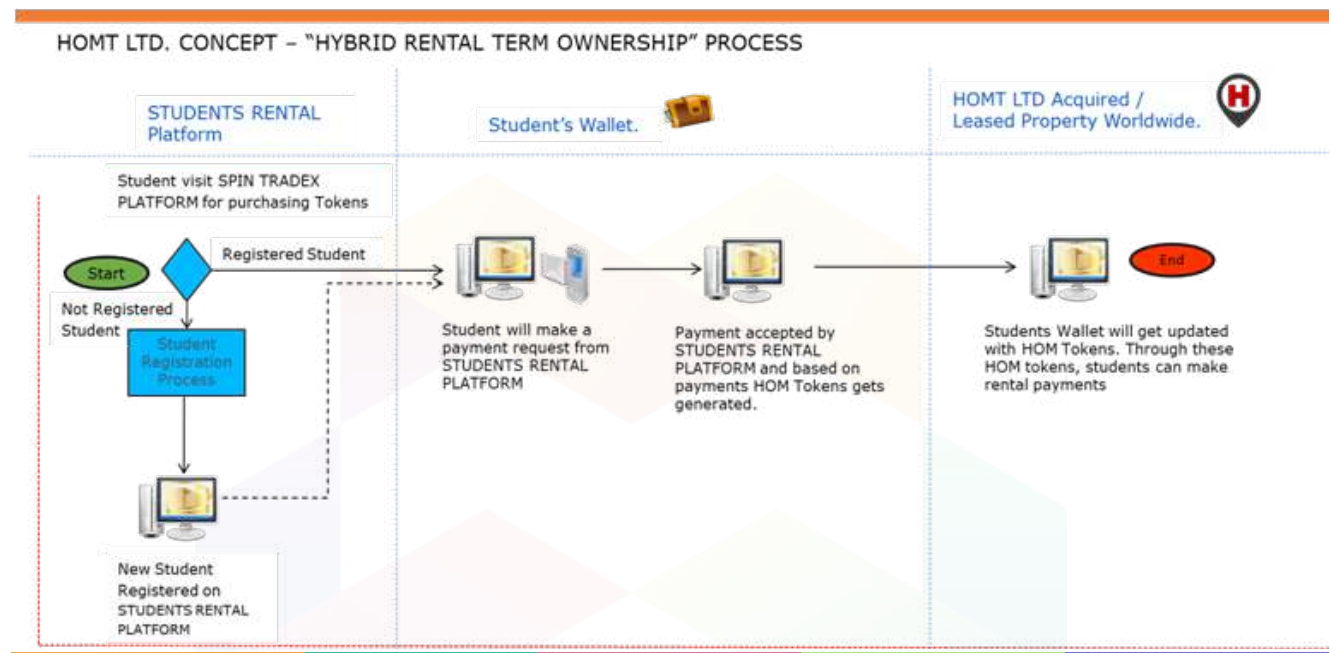 HOMT LTD. CONCEPT – “HYBRID RENTAL TERM OWNERSHIP” PROCESS
STUDENTS RENTAL
Platform
Student's Wallet.
HOMT LTD Acquired /
Leased Property Worldwide.
H
Student visit SPIN TRADEX
PLATFORM for purchasing Tokens
Start
Registered Student
End
Not Registered
Student
Student
Registration
Process
Student will make a
payment request from
STUDENTS RENTAL
PLATFORM
Payment accepted by
STUDENTS RENTAL
PLATFORM and based on
payments HOM Tokens gets
generated.
Students Wallet will get updated
with HOM Tokens. Through these
HOM tokens, students can make
rental payments
New Student
Registered on
STUDENTS RENTAL
PLATFORM